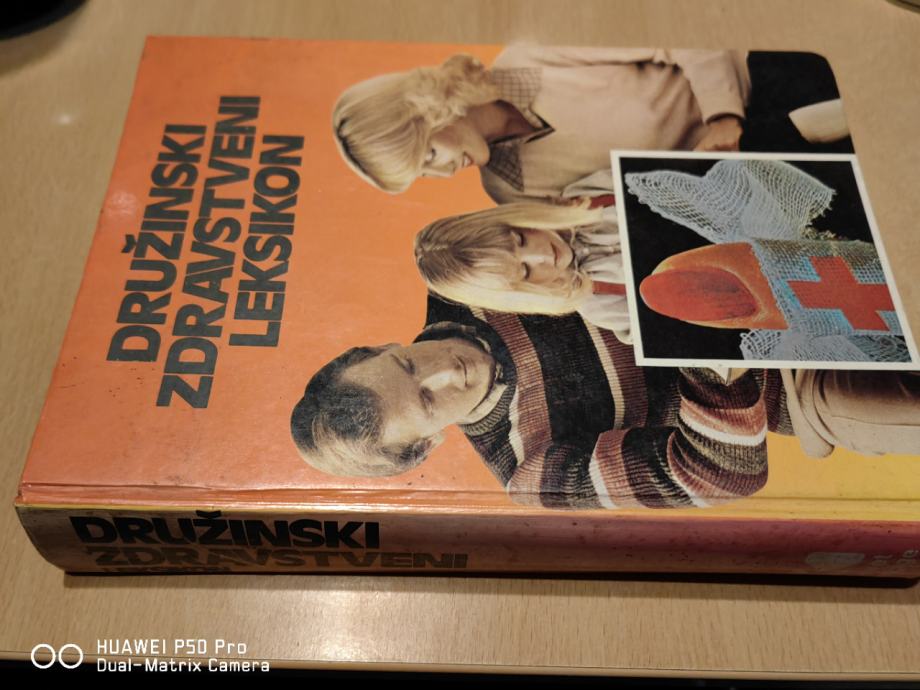 DRUŽINSKI
ZDRAVSTVENI
LEKSIKON
DRUŽINSKI
ZDRAVSTVENI
HUAWEI P50 Pro
Dual-Matrix Camera